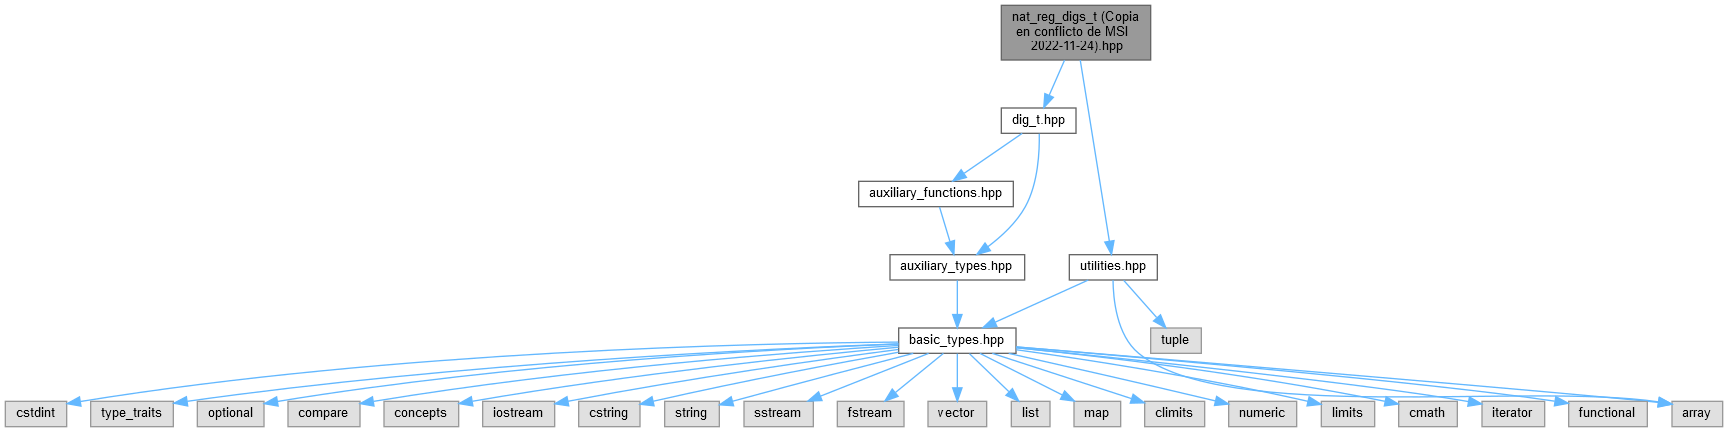 nat_reg_digs_t (Copia
en conflicto de MSI
2022-11-24).hpp
dig_t.hpp
auxiliary_functions.hpp
auxiliary_types.hpp
utilities.hpp
basic_types.hpp
tuple
cstdint
type_traits
optional
compare
concepts
iostream
cstring
string
sstream
fstream
vector
list
map
climits
numeric
limits
cmath
iterator
functional
array